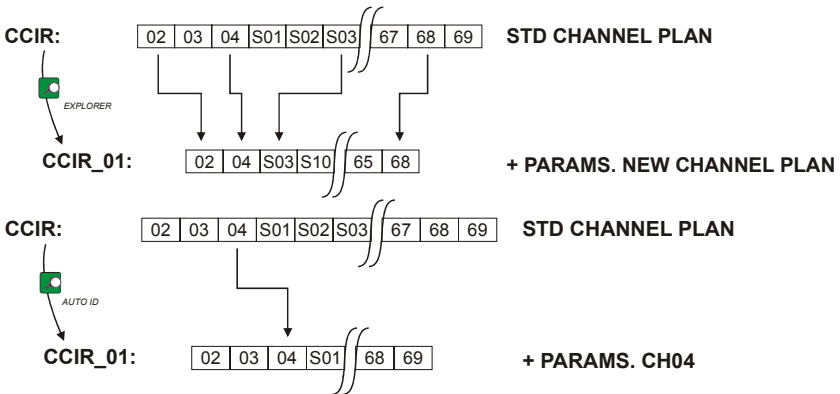 CCIR: 02 03 04 S01 S02 S03 67 68 69 STD CHANNEL PLAN
EXPLORER
CCIR_01: 02 04 S03 S10 65 68 + PARAMS. NEW CHANNEL PLAN
CCIR: 02 03 04 S01 S02 S03 67 68 69 STD CHANNEL PLAN
AUTO ID
CCIR_01: 02 03 04 S01 68 69 + PARAMS. CH04